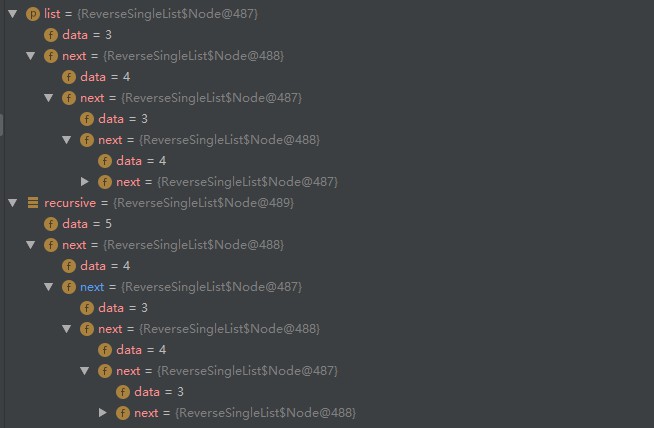 p list = {ReverseSingleList$Node@487}
f data = 3
f next = {ReverseSingleList$Node@488}
f data = 4
f next = {ReverseSingleList$Node@487}
f data = 3
f next = {ReverseSingleList$Node@488}
f data = 4
f next = {ReverseSingleList$Node@487}
recursive = {ReverseSingleList$Node@489}
f data = 5
f next = {ReverseSingleList$Node@488}
f data = 4
f next = {ReverseSingleList$Node@487}
f data = 3
f next = {ReverseSingleList$Node@488}
f data = 4
f next = {ReverseSingleList$Node@487}
f data = 3
f next = {ReverseSingleList$Node@488}